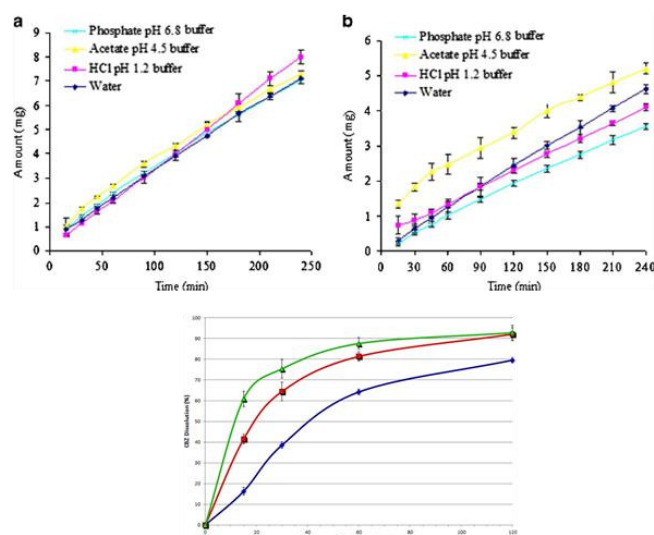 a
Phosphate pH 6.8 buffer
Acetate pH 4.5 buffer
HCl pH 1.2 buffer
Water
Amount (mg)
9
8
7
6
5
4
3
2
1
0
0 50 100 150 200 250
Time (min)
b
Phosphate pH 6.8 buffer
Acetate pH 4.5 buffer
HCl pH 1.2 buffer
Water
Amount (mg)
6
5
4
3
2
1
0
0 30 60 90 120 150 180 210 240
Time (min)
CBZ Dissolution (%)
100
90
80
70
60
50
40
30
20
10
0
0 20 40 60 80 100 120